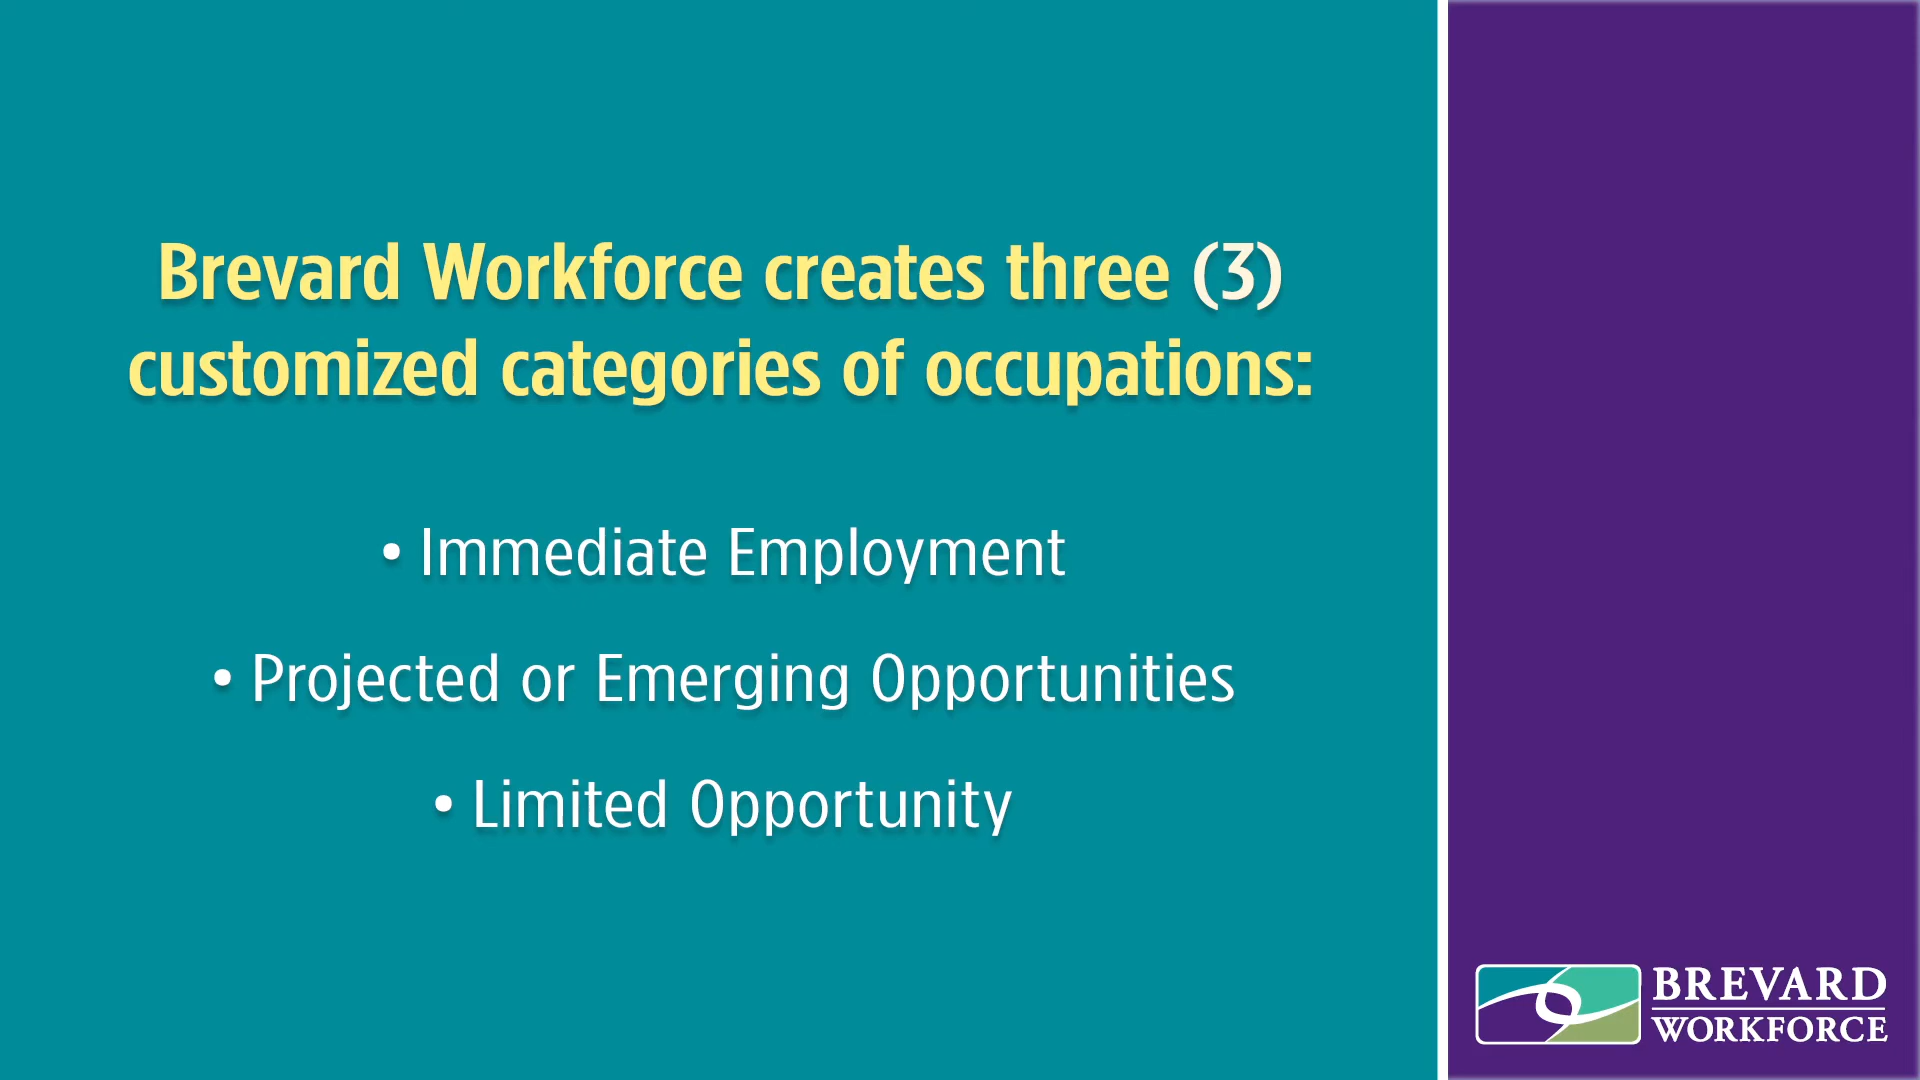 Brevard Workforce creates three (3)
customized categories of occupations:
• Immediate Employment
• Projected or Emerging Opportunities
• Limited Opportunity
BREVARD
WORKFORCE